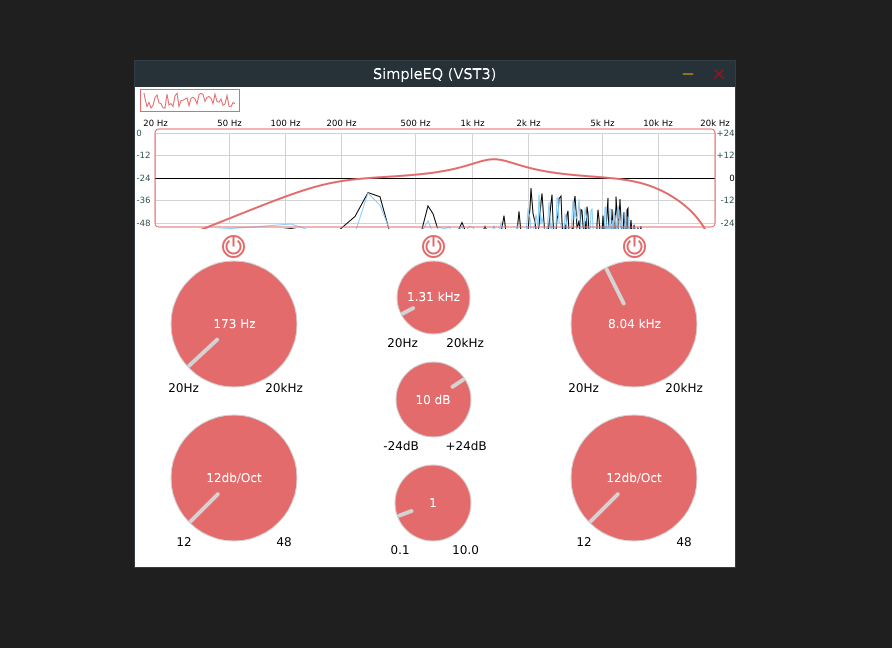 SimpleEQ (VST3)
20 Hz 50 Hz 100 Hz 200 Hz 500 Hz 1k Hz 2k Hz 5k Hz 10k Hz 20k Hz
0 +24
-12 +12
-24 0
-36 -12
-48 -24
173 Hz 1.31 kHz 8.04 kHz
20Hz 20kHz
20Hz 20kHz 20Hz 20kHz
10 dB
-24dB +24dB
12db/Oct 1 12db/Oct
12 48 12 48
0.1 10.0